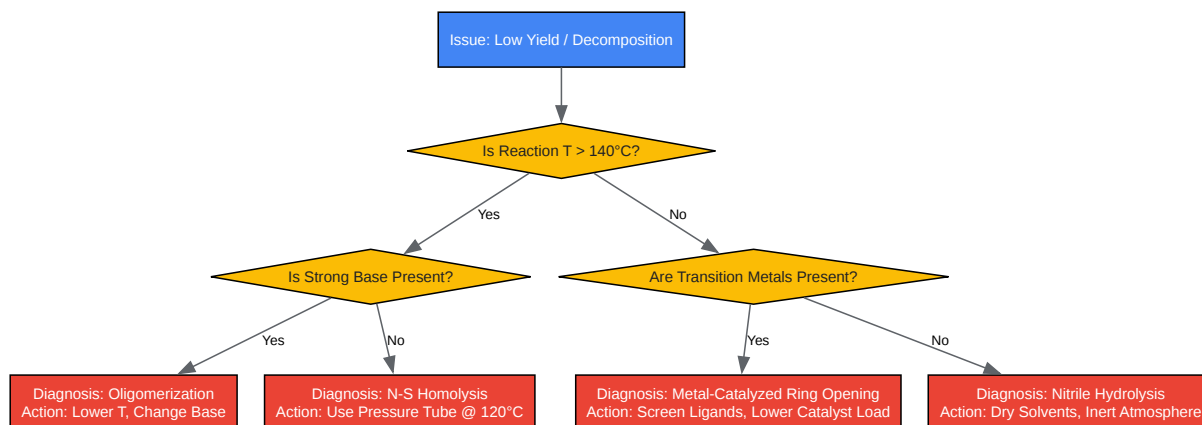 Issue: Low Yield / Decomposition
Is Reaction T > 140°C?
Yes
No
Is Strong Base Present?
Are Transition Metals Present?
Yes
No
Yes
No
Diagnosis: Oligomerization
Action: Lower T, Change Base
Diagnosis: N-S Homolysis
Action: Use Pressure Tube @ 120°C
Diagnosis: Metal-Catalyzed Ring Opening
Action: Screen Ligands, Lower Catalyst Load
Diagnosis: Nitrile Hydrolysis
Action: Dry Solvents, Inert Atmosphere